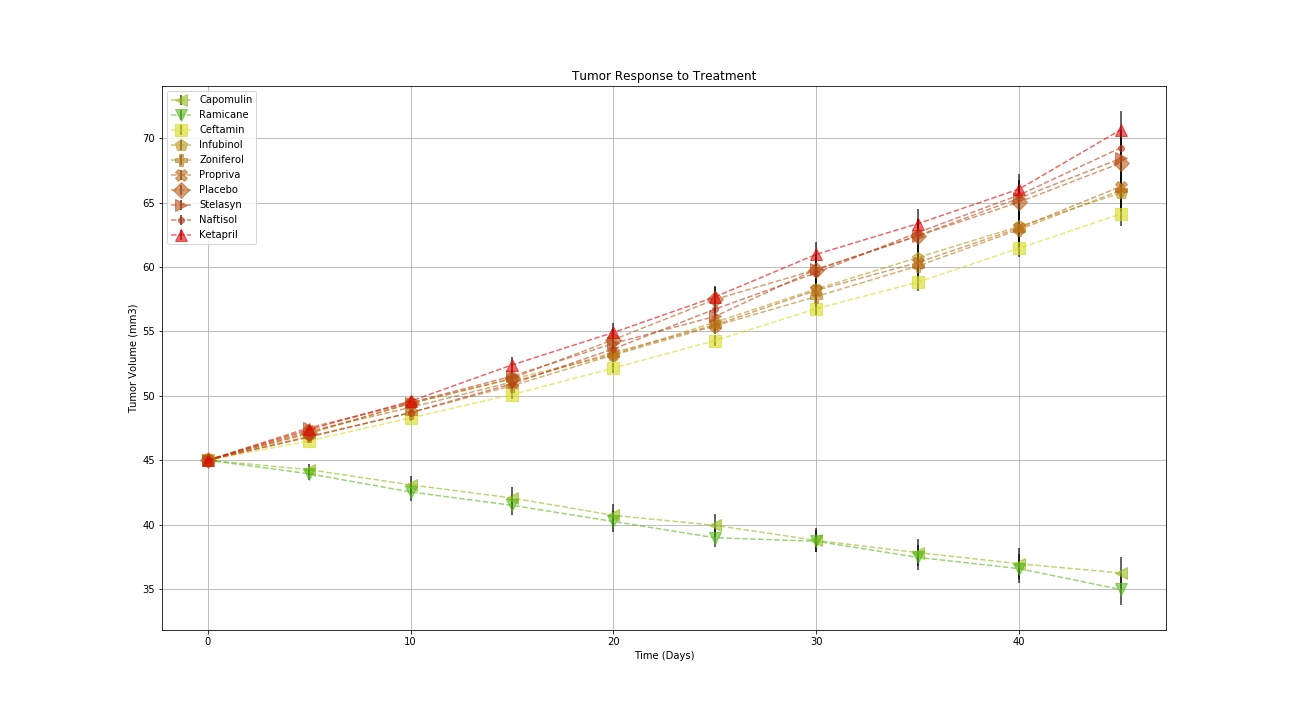 Tumor Response to Treatment
Capomulin
Ramicane
Ceftamin
Infubinol
Zoniferol
Propriva
Placebo
Stelasyn
Naftisol
Ketapril
70
65
60
55
50
45
40
35
Tumor Volume (mm3)
0 10 20 30 40
Time (Days)